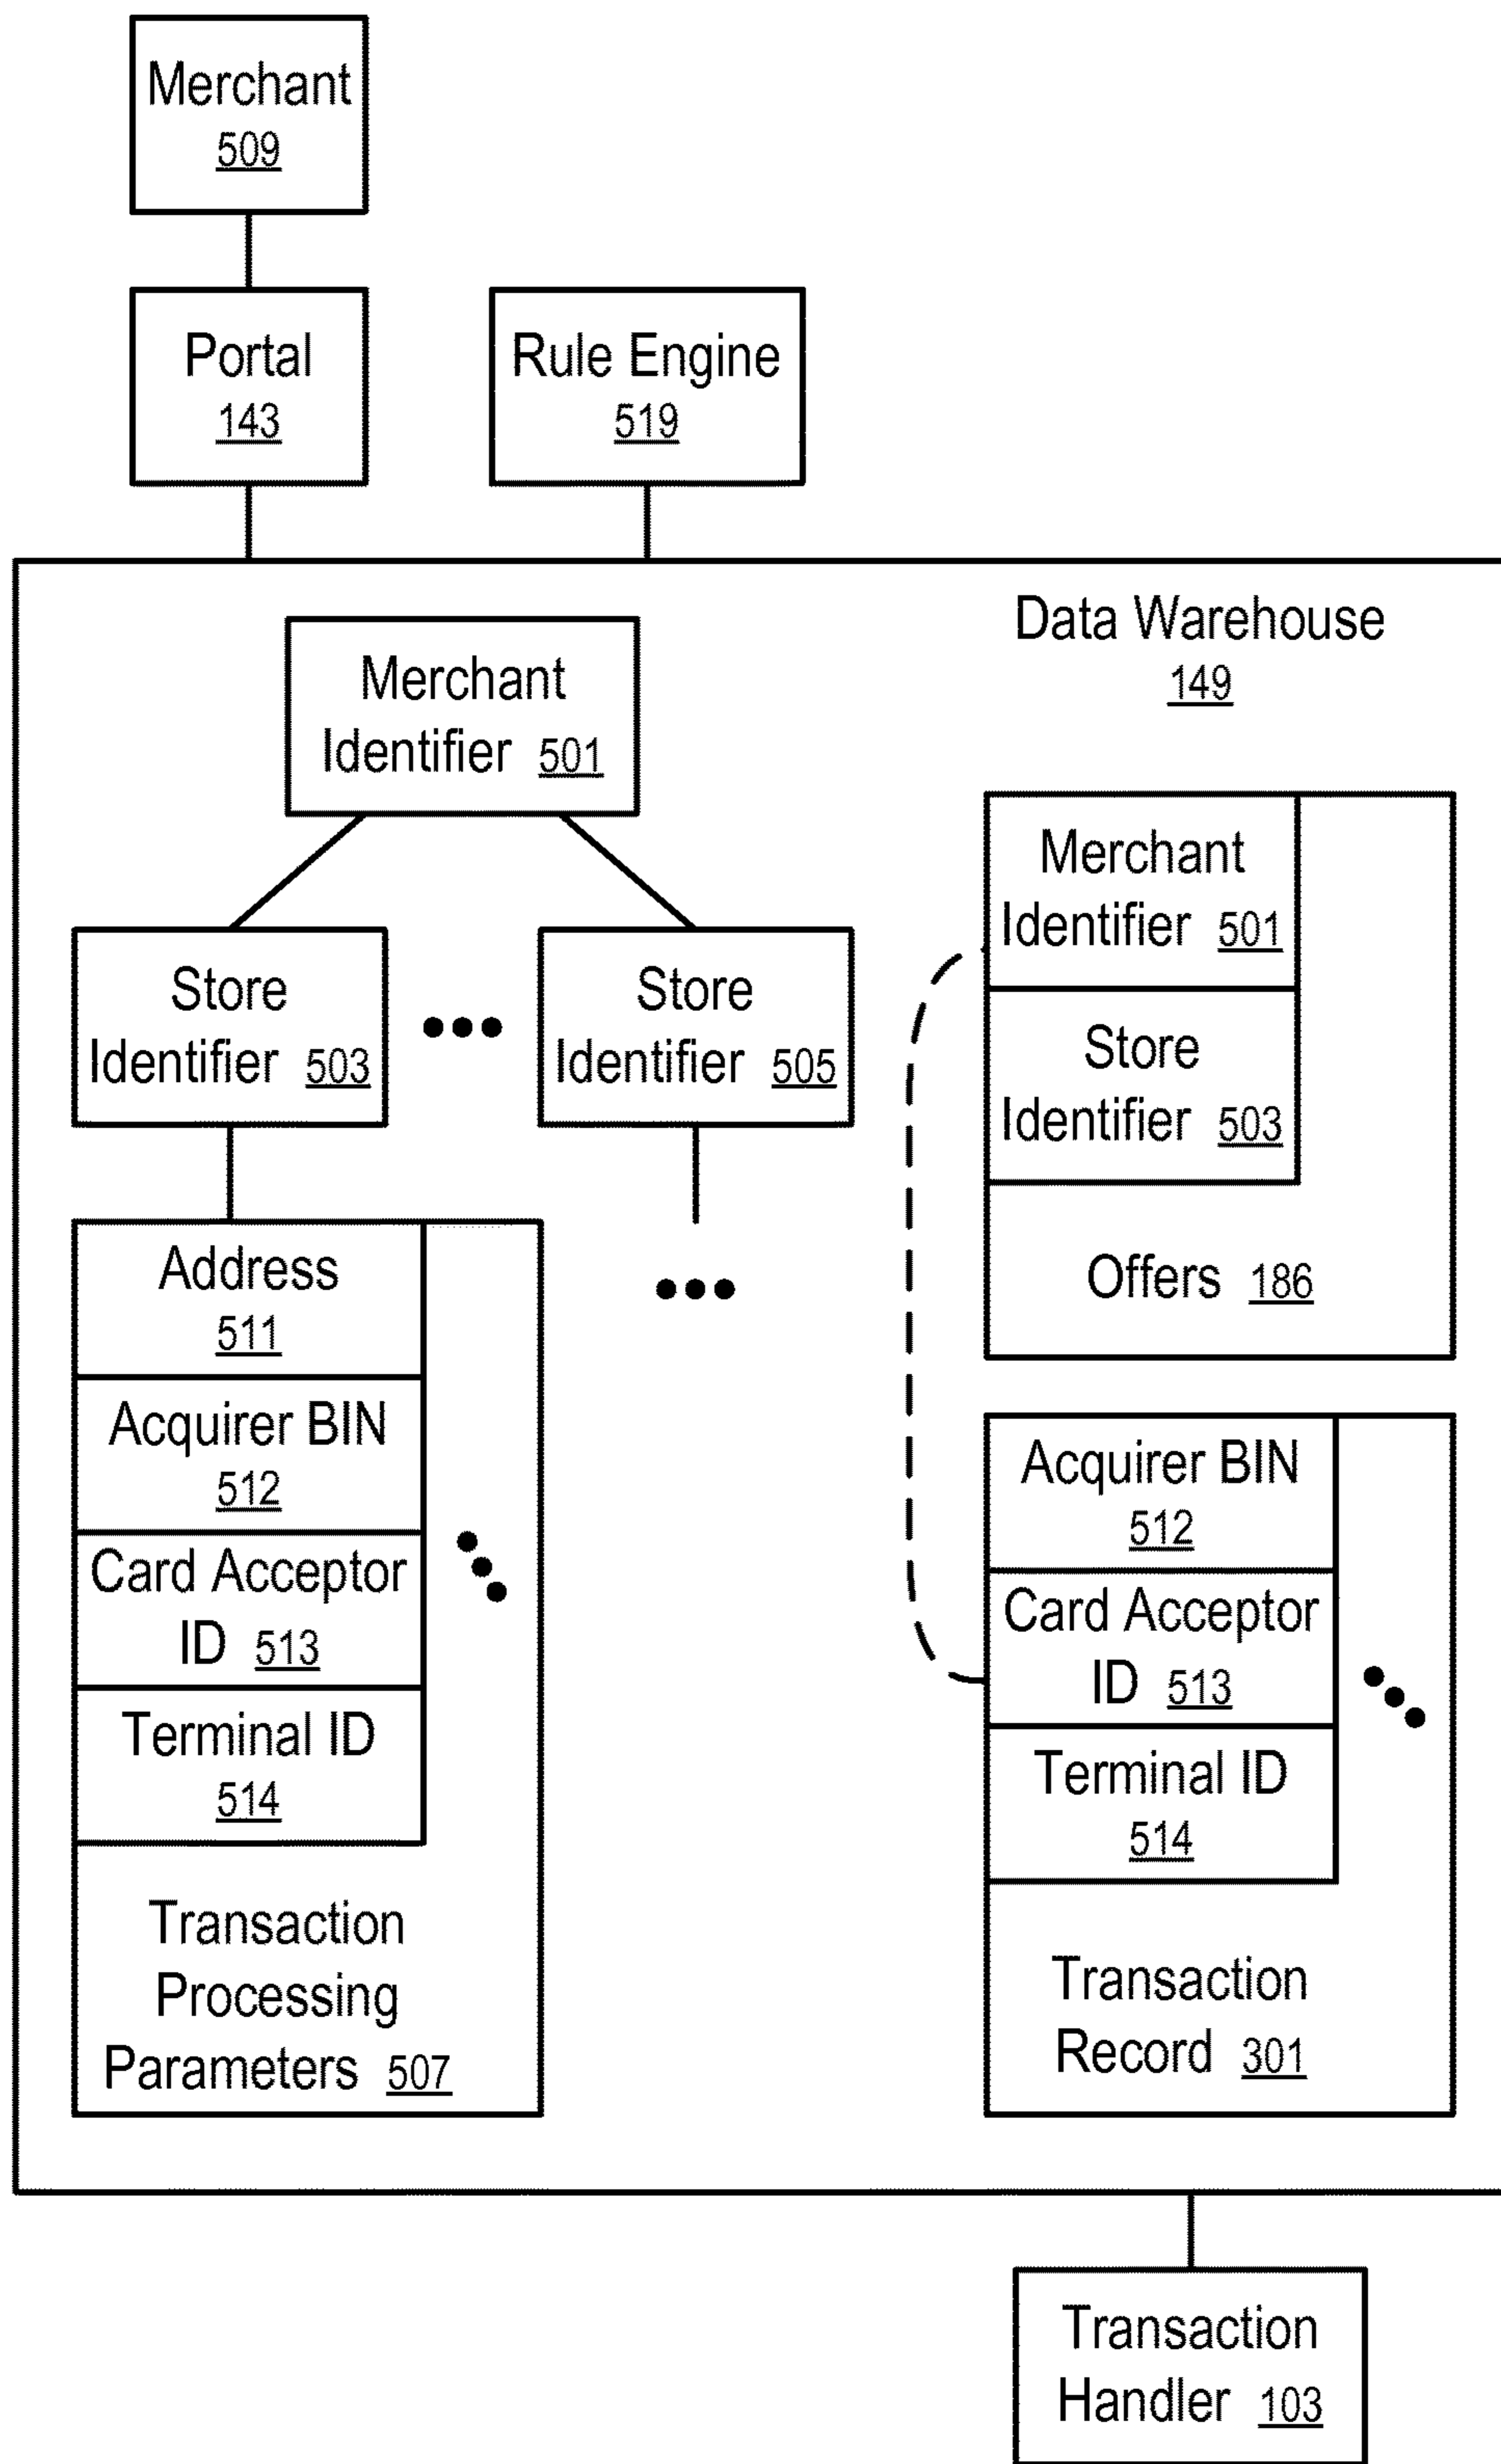 Merchant
509
Portal
143
Rule Engine
519
Data Warehouse
149
Merchant
Identifier 501
Store
Identifier 503
Store
Identifier 505
Address
511
Acquirer BIN
512
Card Acceptor
ID 513
Terminal ID
514
Transaction
Processing
Parameters 507
Merchant
Identifier 501
Store
Identifier 503
Offers 186
Acquirer BIN
512
Card Acceptor
ID 513
Terminal ID
514
Transaction
Record 301
Transaction
Handler 103